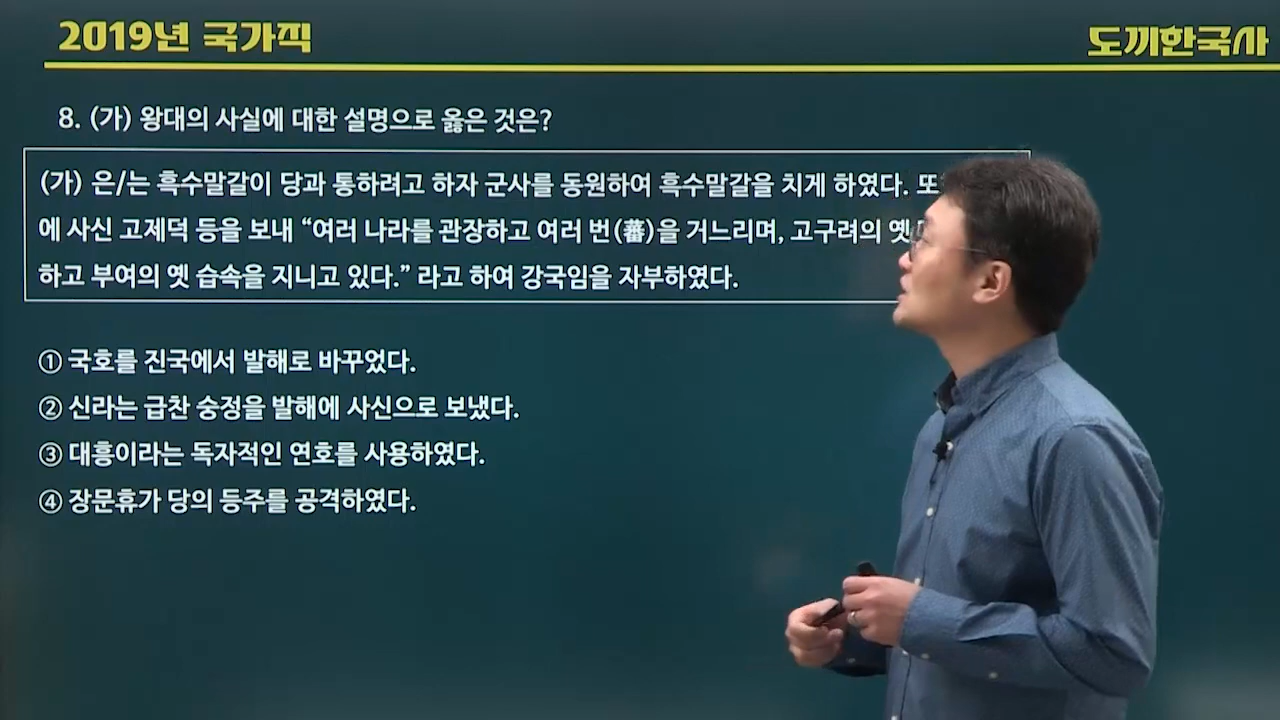 2019년 국가직
도끼한국사
8. (가) 왕대의 사실에 대한 설명으로 옳은 것은?
(가) 은/는 흑수말갈이 당과 통하려고 하자 군사를 동원하여 흑수말갈을 치게 하였다.
에 사신 고제덕 등을 보내 “여러 나라를 관장하고 여러 번(蕃)을 거느리며, 고구려의 옛
하고 부여의 옛 습속을 지니고 있다.” 라고 하여 강국임을 자부하였다.
① 국호를 진국에서 발해로 바꾸었다.
② 신라는 급찬 숭정을 발해에 사신으로 보냈다.
③ 대흥이라는 독자적인 연호를 사용하였다.
④ 장문휴가 당의 등주를 공격하였다.